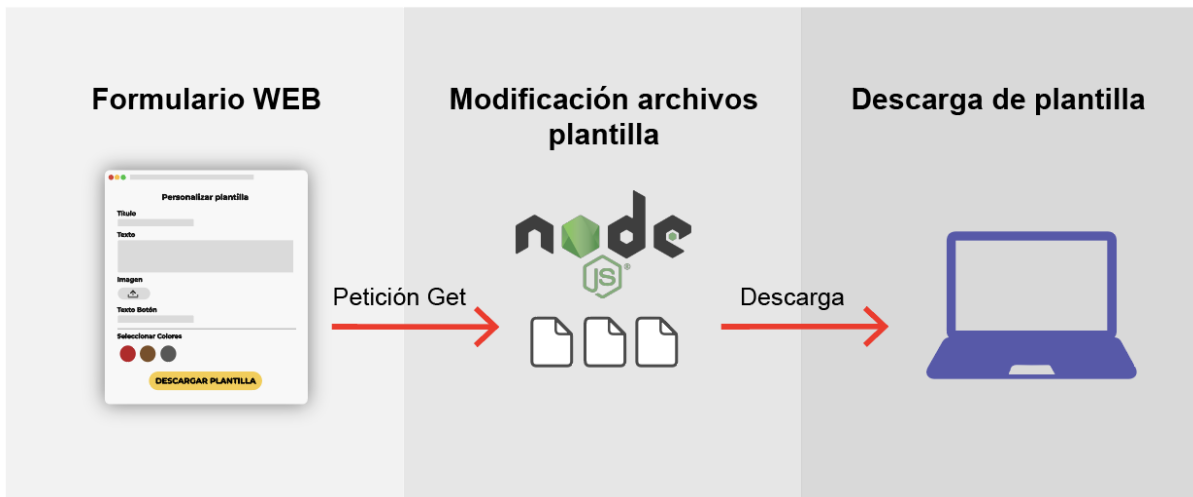 Formulario WEB
Personalizar plantilla
Título
Texto
Imagen
Texto Botón
Seleccionar Colores
DESCARGAR PLANTILLA
Petición Get
Modificación archivos
plantilla
node
JS®
Descarga
Descarga de plantilla